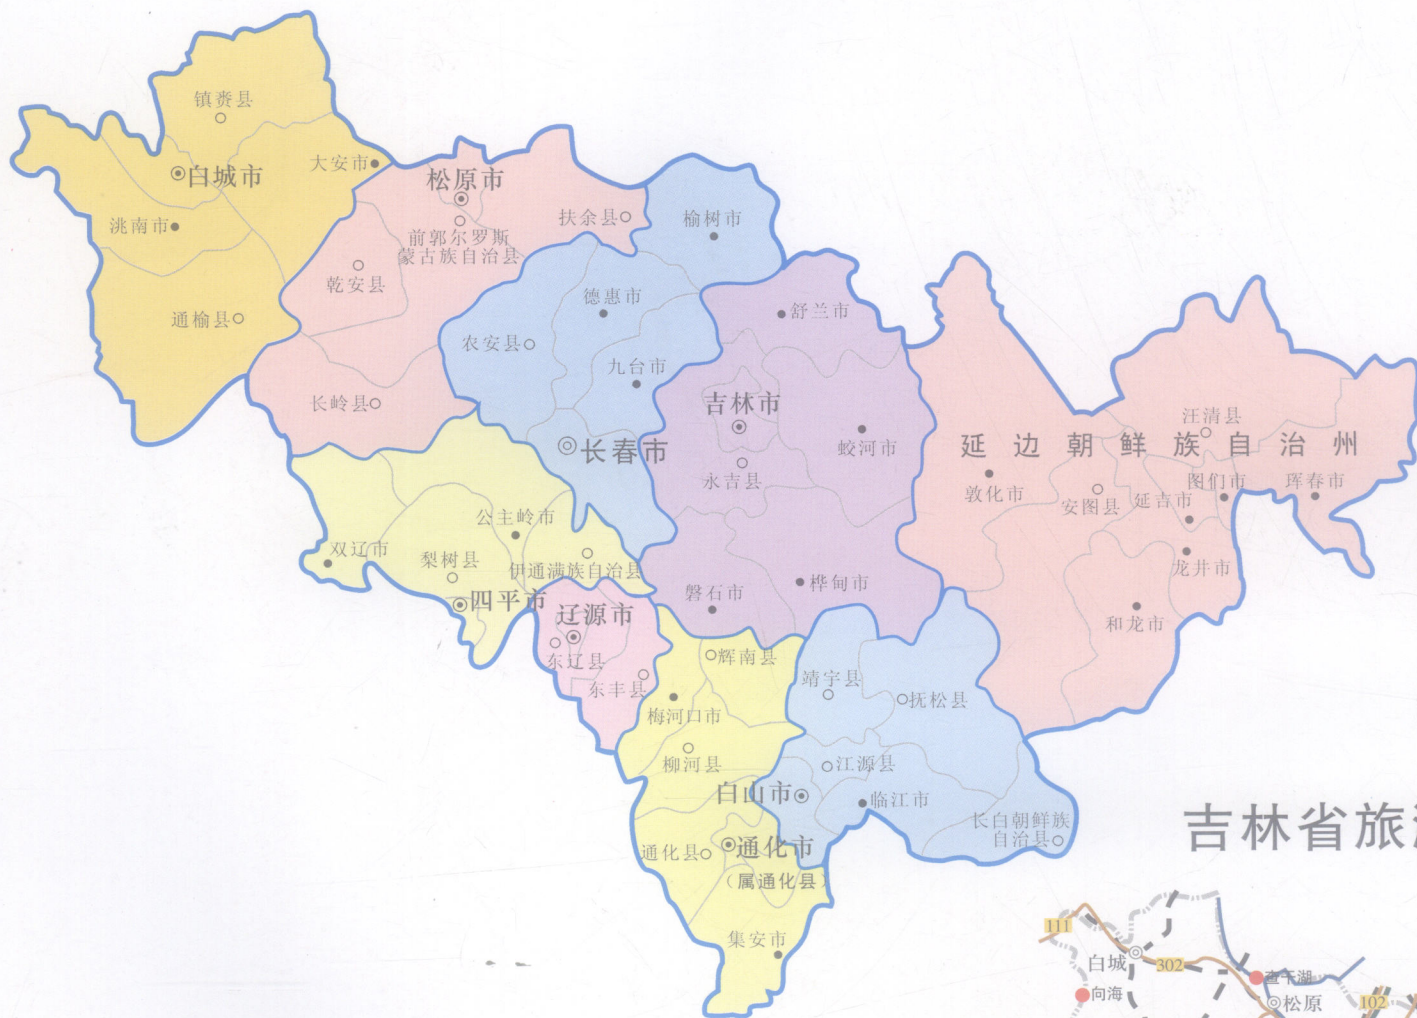 镇赉县
白城市
大安市
洮南市
通榆县
松原市
前郭尔罗斯
蒙古族自治县
扶余县
乾安县
长岭县
榆树市
德惠市
农安县
九台市
长春市
舒兰市
吉林市
蛟河市
永吉县
磐石市
桦甸市
延边朝鲜族自治州
汪清县
敦化市
安图县
延吉市
图们市
珲春市
龙井市
和龙市
公主岭市
双辽市
梨树县
伊通满族自治县
四平市
辽源市
东辽县
东丰县
辉南县
梅河口市
柳河县
靖宇县
抚松县
江源县
白山市
临江市
长白朝鲜族
自治县
通化县
通化市
（属通化县）
集安市
吉林省旅
111
白城
302
向海
查干湖
松原
102